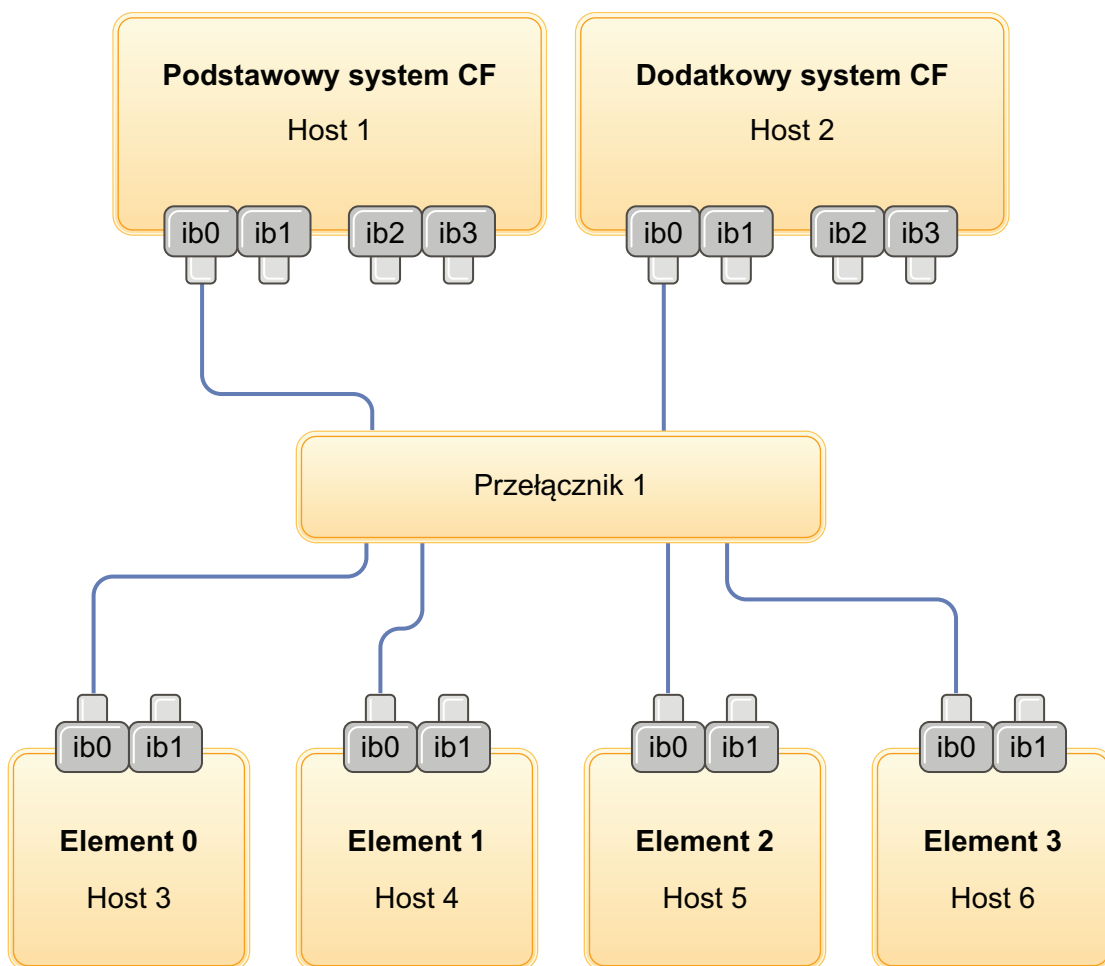 Podstawowy system CF
Host 1
ib0 ib1 ib2 ib3
Dodatkowy system CF
Host 2
ib0 ib1 ib2 ib3
Przełącznik 1
ib0 ib1
Element 0
Host 3
ib0 ib1
Element 1
Host 4
ib0 ib1
Element 2
Host 5
ib0 ib1
Element 3
Host 6